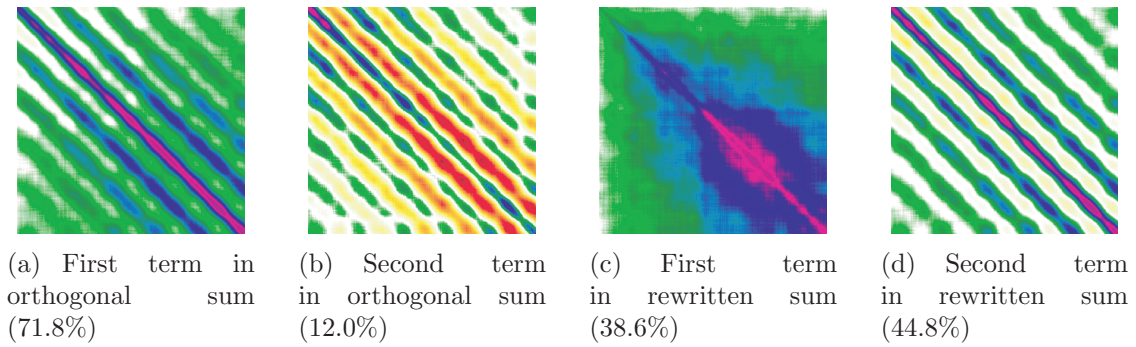 (a) First term in
orthogonal sum
(71.8%)
(b) Second term
in orthogonal sum
(12.0%)
(c) First term
in rewritten sum
(38.6%)
(d) Second term
in rewritten sum
(44.8%)